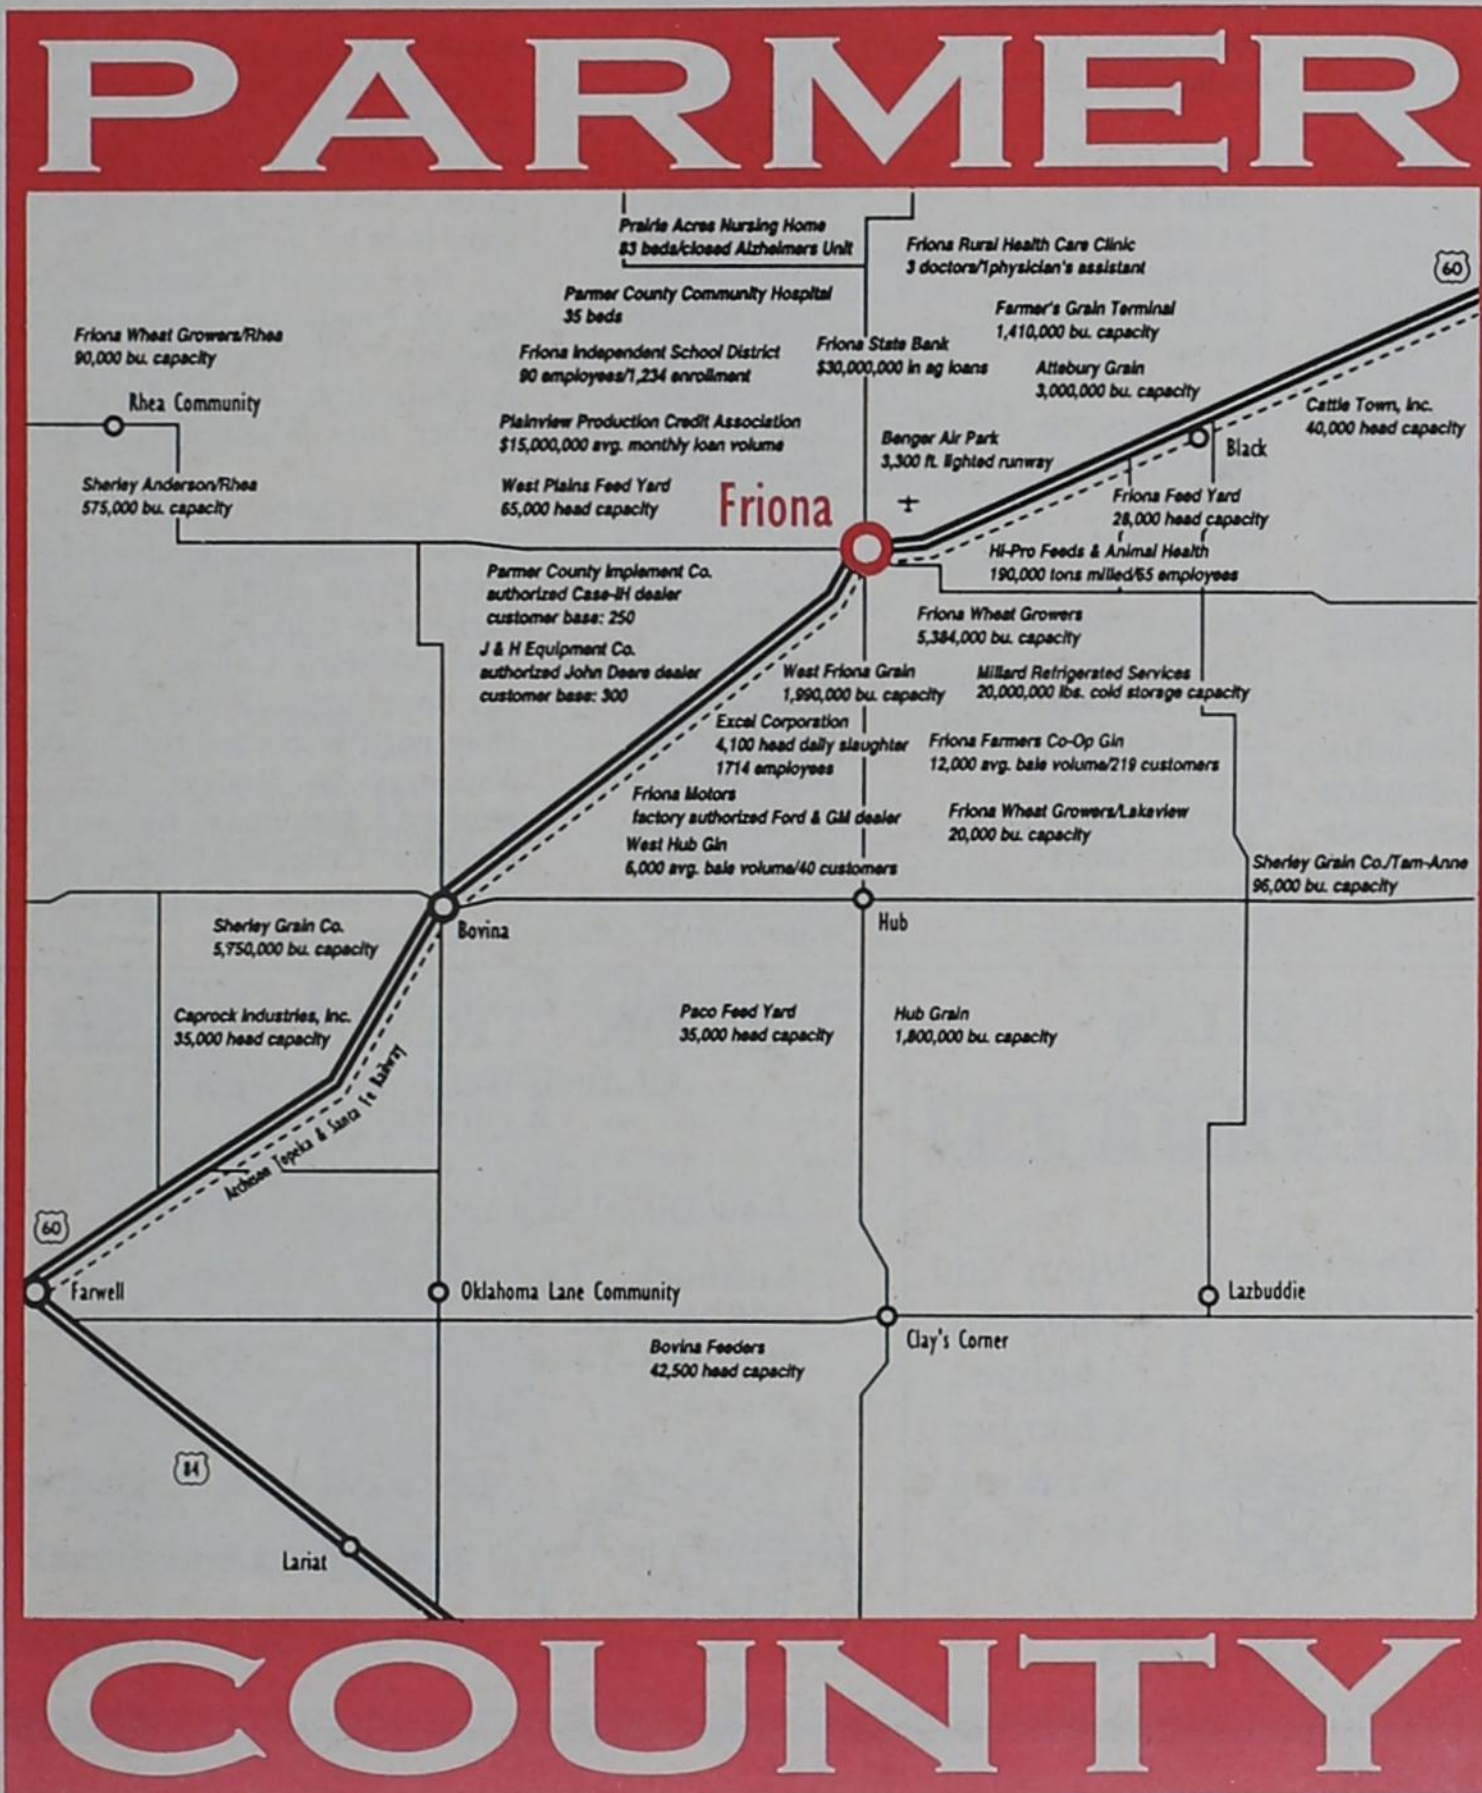 PARMER
Prairie Acres Nursing Home
83 beds/closed Alzheimers Unit
Friona Rural Health Care Clinic
3 doctors/1physician's assistant
60
Parmer County Community Hospital
35 beds
Farmer's Grain Terminal
1,410,000 bu. capacity
Friona Wheat Growers/Rhea
90,000 bu. capacity
Friona Independent School District
90 employees/1,234 enrollment
Friona State Bank
$30,000,000 in ag loans
Attebury Grain
3,000,000 bu. capacity
Rhea Community
Cattle Town, Inc.
40,000 head capacity
Plainview Production Credit Association
$15,000,000 avg. monthly loan volume
Benger Air Park
3,300 ft. lighted runway
Black
Sherley Anderson/Rhea
575,000 bu. capacity
West Plains Feed Yard
65,000 head capacity
Friona
Friona Feed Yard
28,000 head capacity
Hi-Pro Feeds & Animal Health
190,000 tons milled/65 employees
Parmer County Implement Co.
authorized Case-IH dealer
customer base: 250
Friona Wheat Growers
5,384,000 bu. capacity
J & H Equipment Co.
authorized John Deere dealer
customer base: 300
West Friona Grain
1,990,000 bu. capacity
Millard Refrigerated Services
20,000,000 lbs. cold storage capacity
Excel Corporation
4,100 head daily slaughter
1714 employees
Friona Farmers Co-Op Gin
12,000 avg. bale volume/219 customers
Friona Motors
factory authorized Ford & GM dealer
Friona Wheat Growers/Lakeview
20,000 bu. capacity
West Hub Gin
6,000 avg. bale volume/40 customers
Sherley Grain Co./Tam-Anne
96,000 bu. capacity
Sherley Grain Co.
5,750,000 bu. capacity
Bovina
Hub
Caprock Industries, Inc.
35,000 head capacity
Paco Feed Yard
35,000 head capacity
Hub Grain
1,800,000 bu. capacity
Atchison Topeka & Santa Fe Railway
60
Farwell
Oklahoma Lane Community
Lazbuddie
Clay's Corner
Bovina Feeders
42,500 head capacity
84
Lariat
COUNTY